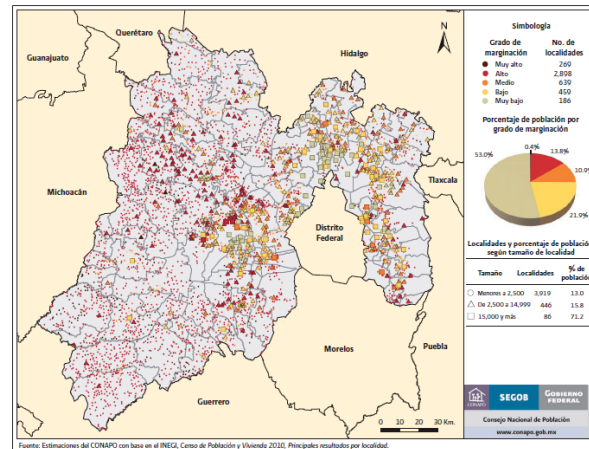 Querétaro
Guanajuato
Hidalgo
N
Michoacán
Tlaxcala
Distrito
Federal
Morelos
Puebla
Guerrero
0 10 20 30 Km.
Simbología
Grado de marginación No. de localidades
Muy alto 269
Alto 2,898
Medio 639
Bajo 459
Muy bajo 186
Porcentaje de población por
grado de marginación
0.4%
13.8%
53.0%
10.9%
21.9%
Localidades y porcentaje de población
según tamaño de localidad
Tamaño Localidades % de población
Menores a 2,500 3,919 13.0
De 2,500 a 14,999 446 15.8
15,000 y más 86 71.2
CONAPO
SEGOB
GOBIERNO
FEDERAL
Consejo Nacional de Población
www.conapo.gob.mx
Fuente: Estimaciones del CONAPO con base en el INEGI, Censo de Población y Vivienda 2010, Principales resultados por localidad.